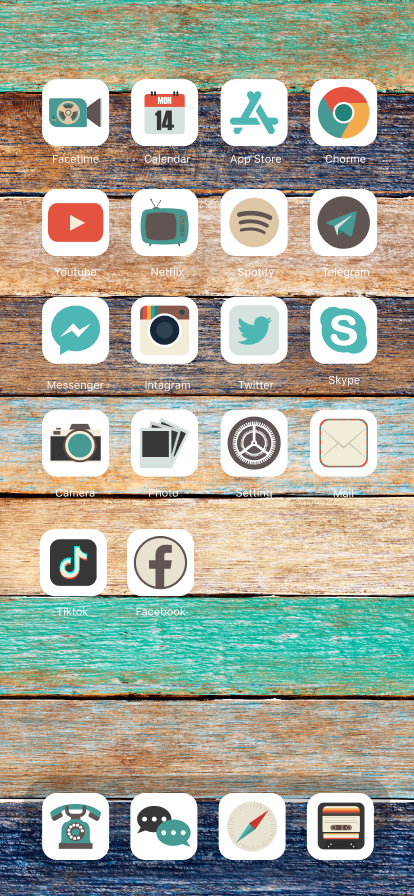 MON
14
Facetime
Calendar
App Store
Chorme
Youtube
Netflix
Spotify
Telegram
Messenger
Intagram
Twitter
Skype
Camera
Photo
Setting
Mail
Tiktok
Facebook